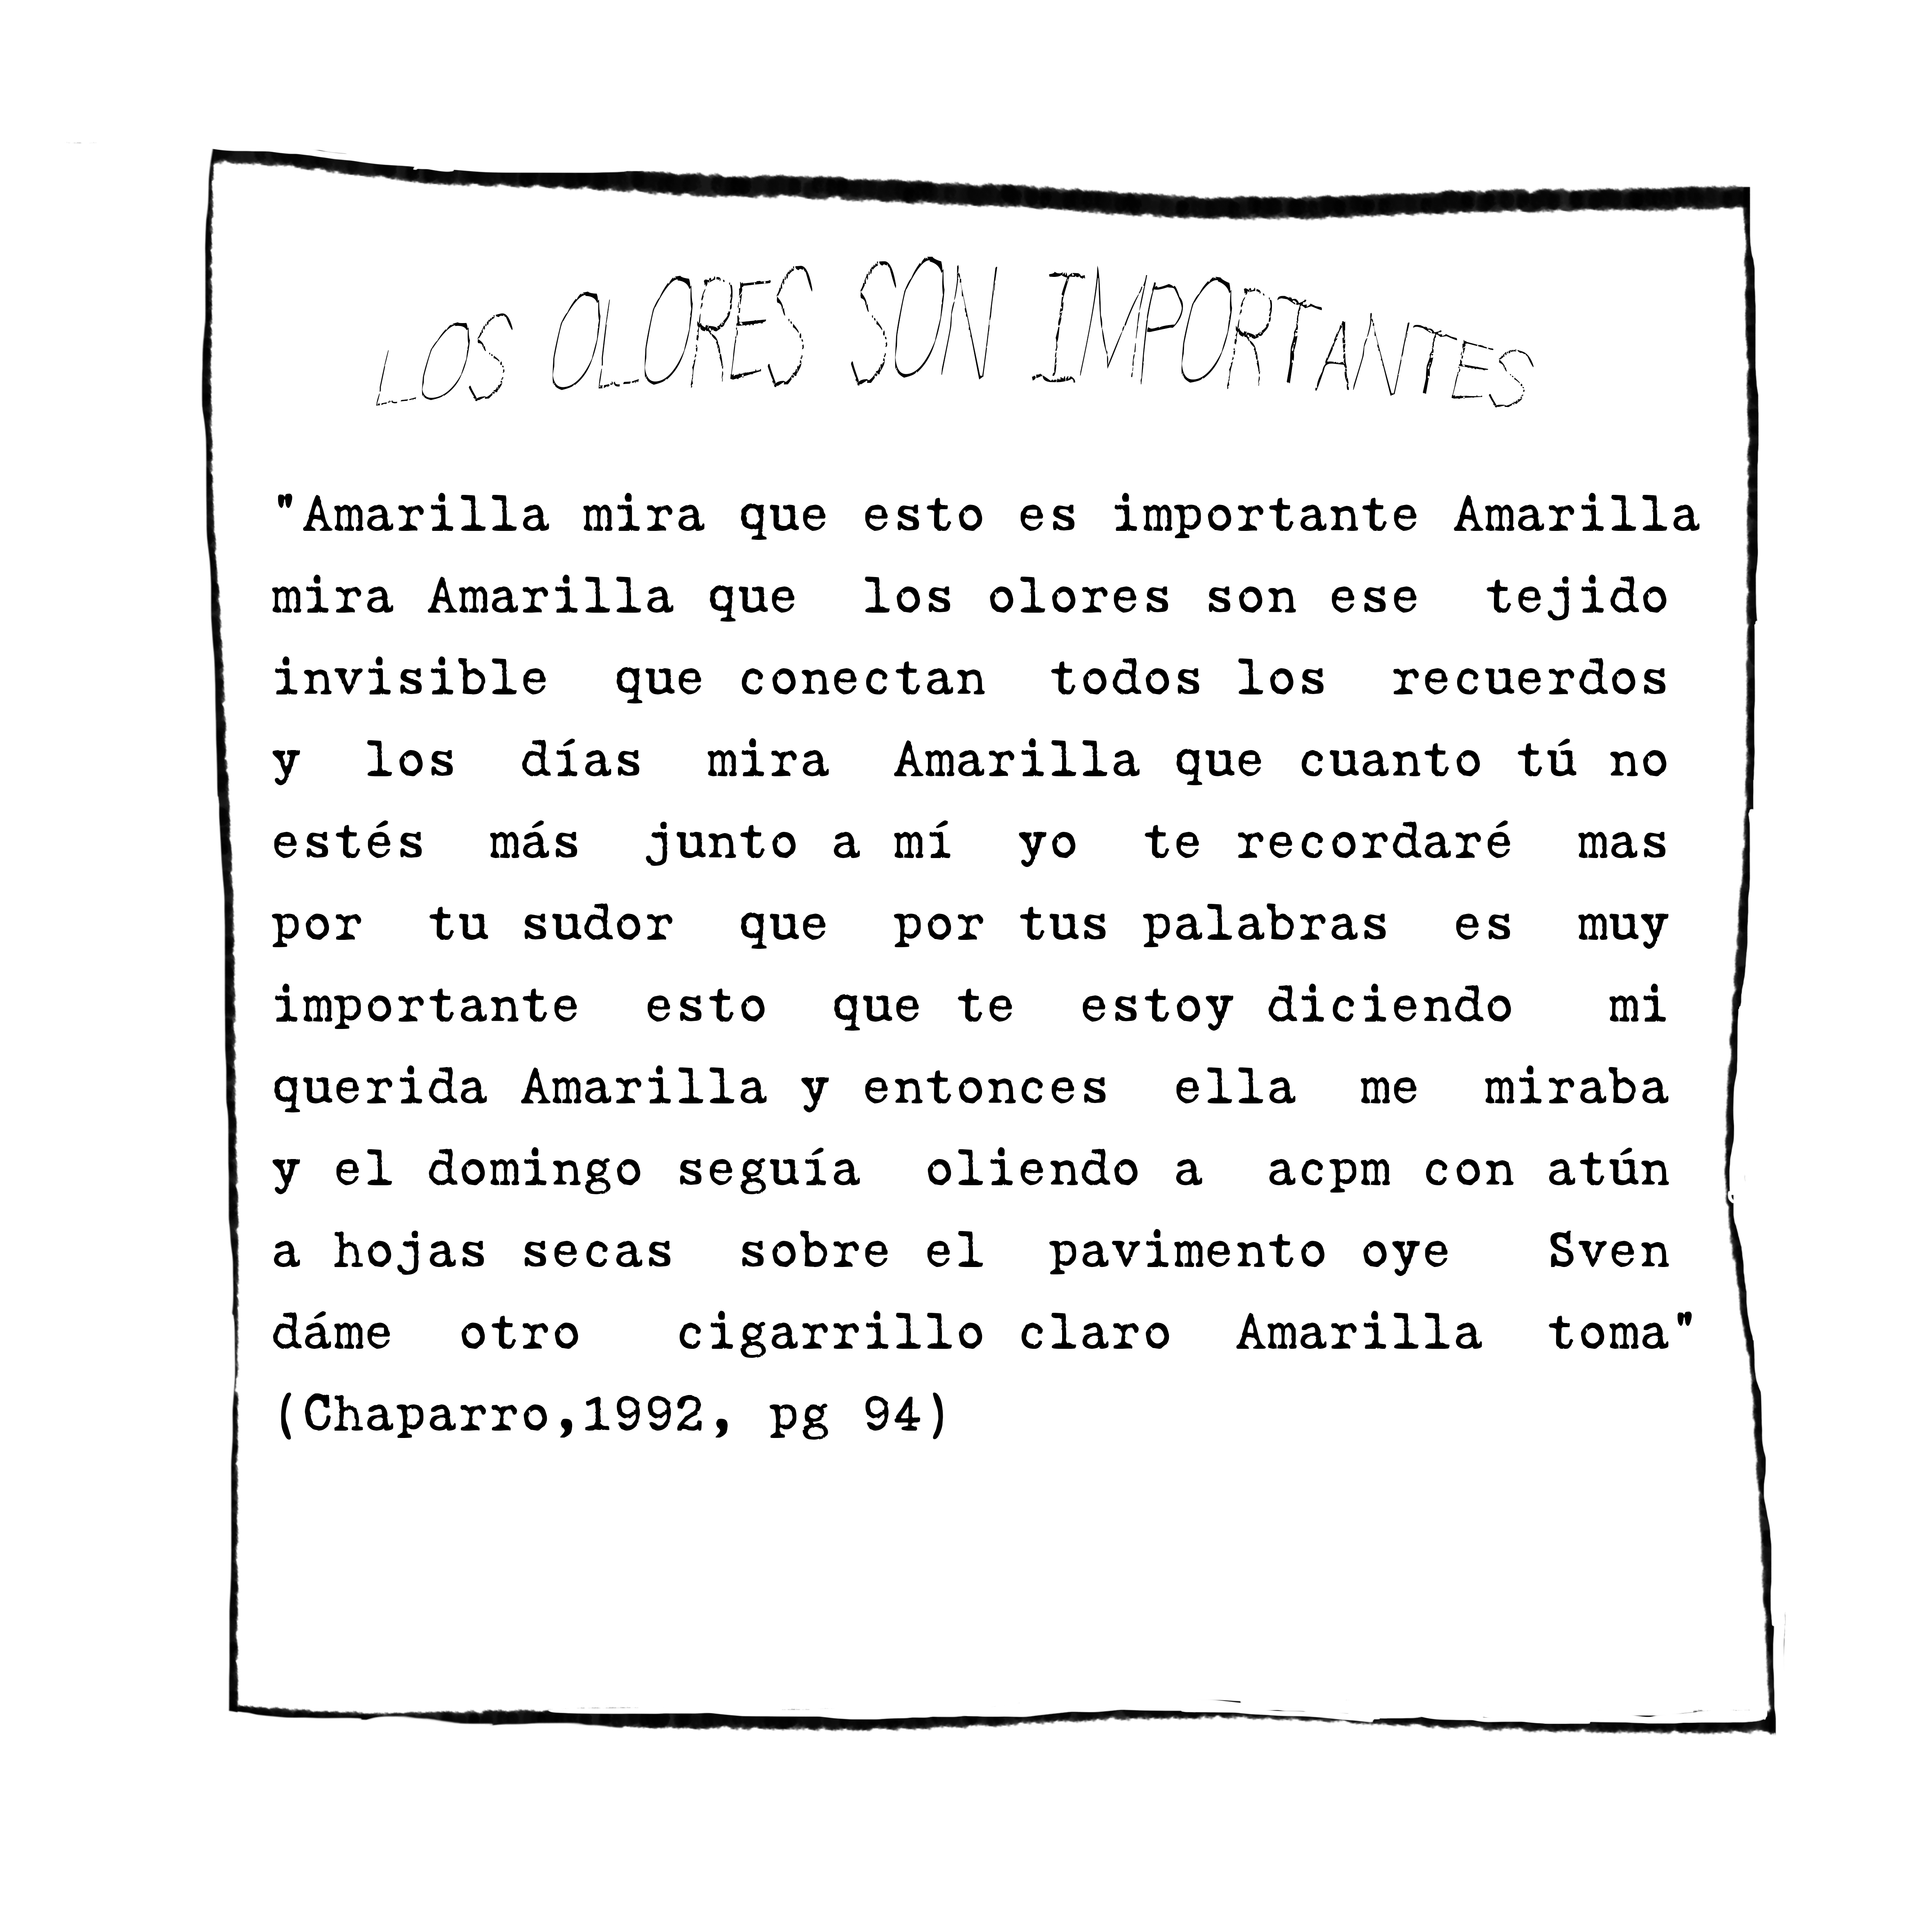 LOS OLORES SON IMPORTANTES
"Amarilla mira que esto es importante Amarilla
mira Amarilla que los olores son ese tejido
invisible que conectan todos los recuerdos
y los días mira Amarilla que cuanto tú no
estés más junto a mí yo te recordaré mas
por tu sudor que por tus palabras es muy
importante esto que te estoy diciendo mi
querida Amarilla y entonces ella me miraba
y el domingo seguía oliendo a acpm con atún
a hojas secas sobre el pavimento oye Sven
dáme otro cigarrillo claro Amarilla toma"
(Chaparro,1992, pg 94)